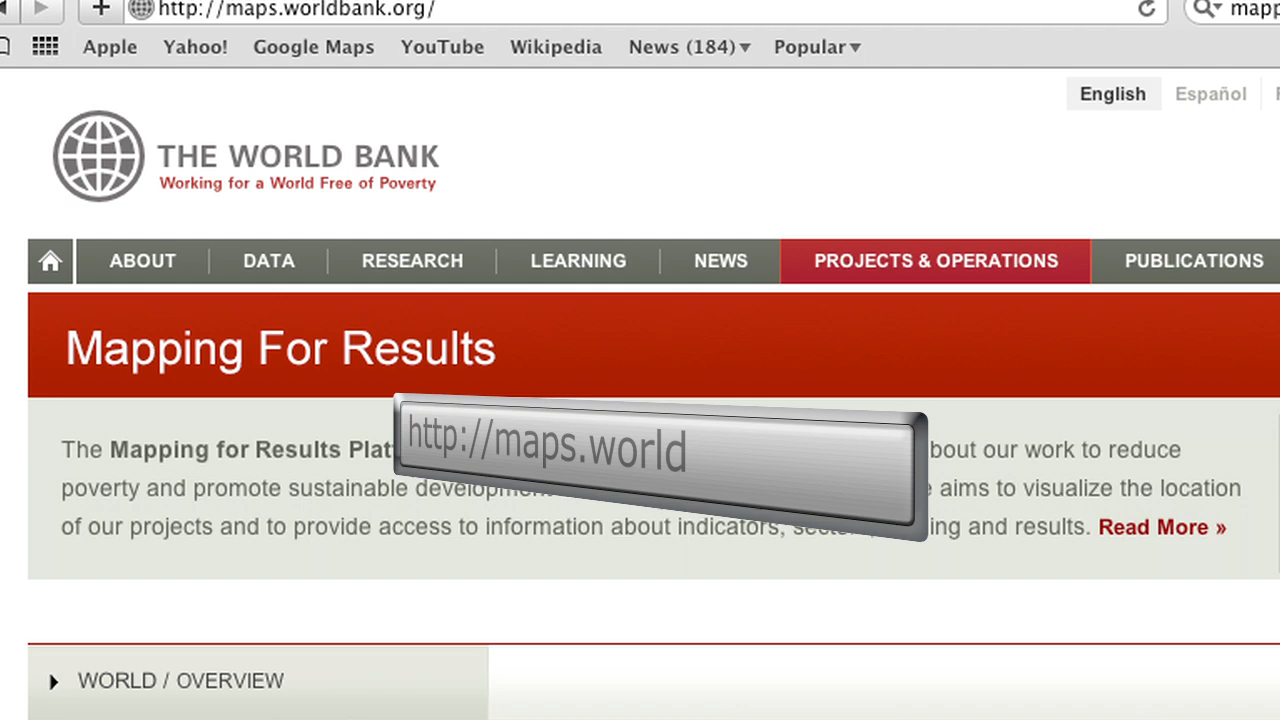 http://maps.worldbank.org/
mapp
Apple Yahoo! Google Maps YouTube Wikipedia News (184) Popular
English Español
THE WORLD BANK
Working for a World Free of Poverty
ABOUT DATA RESEARCH LEARNING NEWS PROJECTS & OPERATIONS PUBLICATIONS
Mapping For Results
http://maps.world
The Mapping for Results bout our work to reduce
poverty and promote sustainable aims to visualize the location
of our projects and to provide access to information about indicators, ing and results. Read More »
WORLD / OVERVIEW